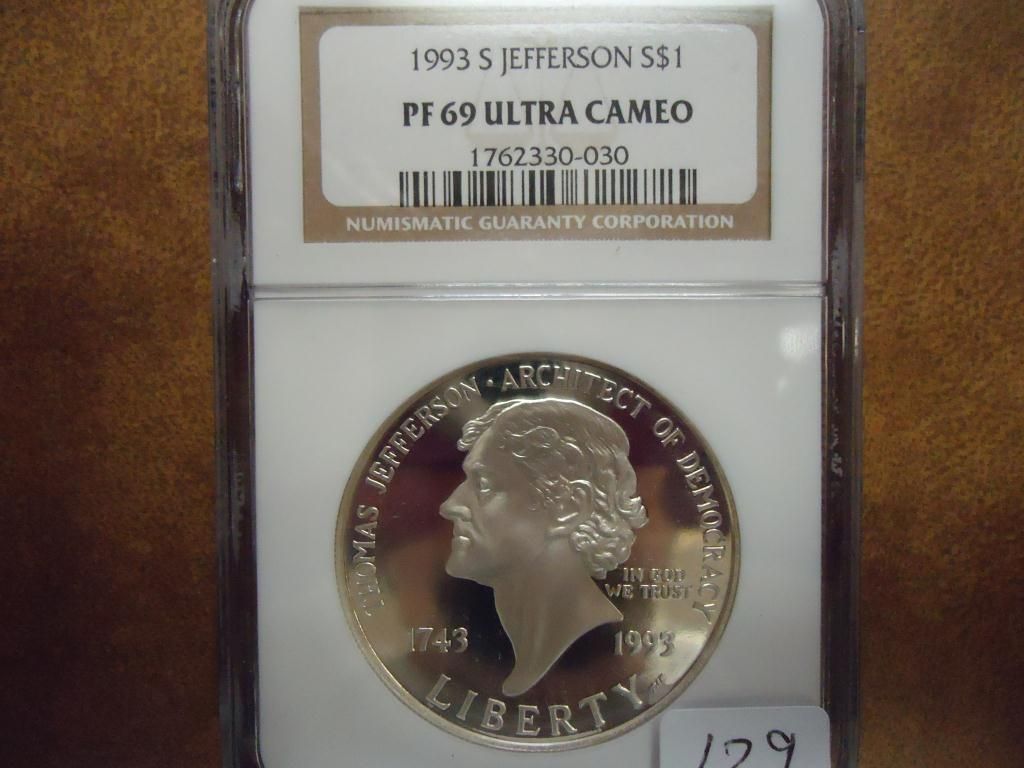 1993 S JEFFERSON S$1
PF 69 ULTRA CAMEO
1762330-030
NUMISMATIC GUARANTY CORPORATION
THOMAS JEFFERSON · ARCHITECT OF DEMOCRACY
IN GOD
WE TRUST
1743 1993
LIBERTY
129